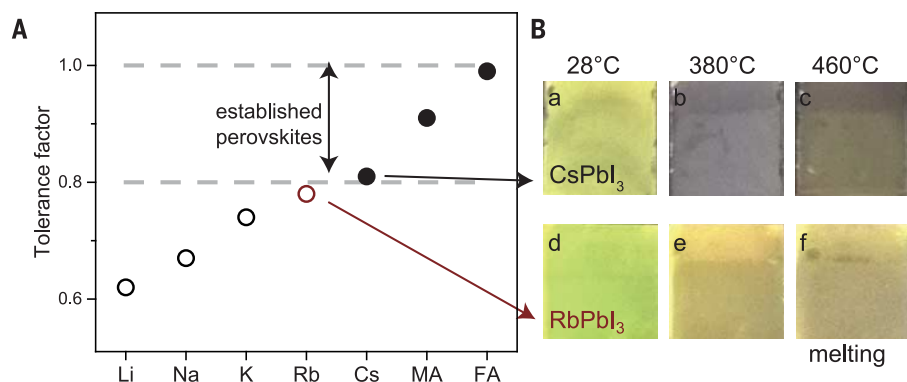 A
Tolerance factor
1.0
0.8
0.6
established
perovskites
Li Na K Rb Cs MA FA
B
28°C 380°C 460°C
a b c
CsPbI₃
d e f
RbPbI₃
melting